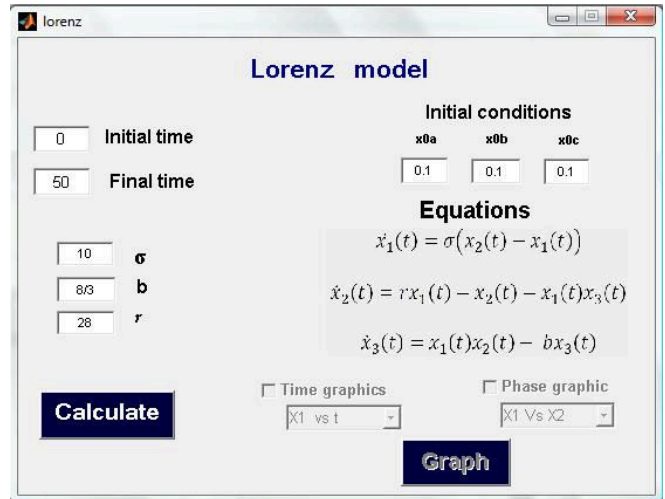 lorenz
Lorenz model
0 Initial time
50 Final time
Initial conditions
x0a x0b x0c
0.1 0.1 0.1
Equations
ẋ₁(t) = σ(x₂(t) − x₁(t))
ẋ₂(t) = rx₁(t) − x₂(t) − x₁(t)x₃(t)
ẋ₃(t) = x₁(t)x₂(t) − bx₃(t)
10 σ
8/3 b
28 r
Calculate
Time graphics
X1 vs t
Phase graphic
X1 Vs X2
Graph